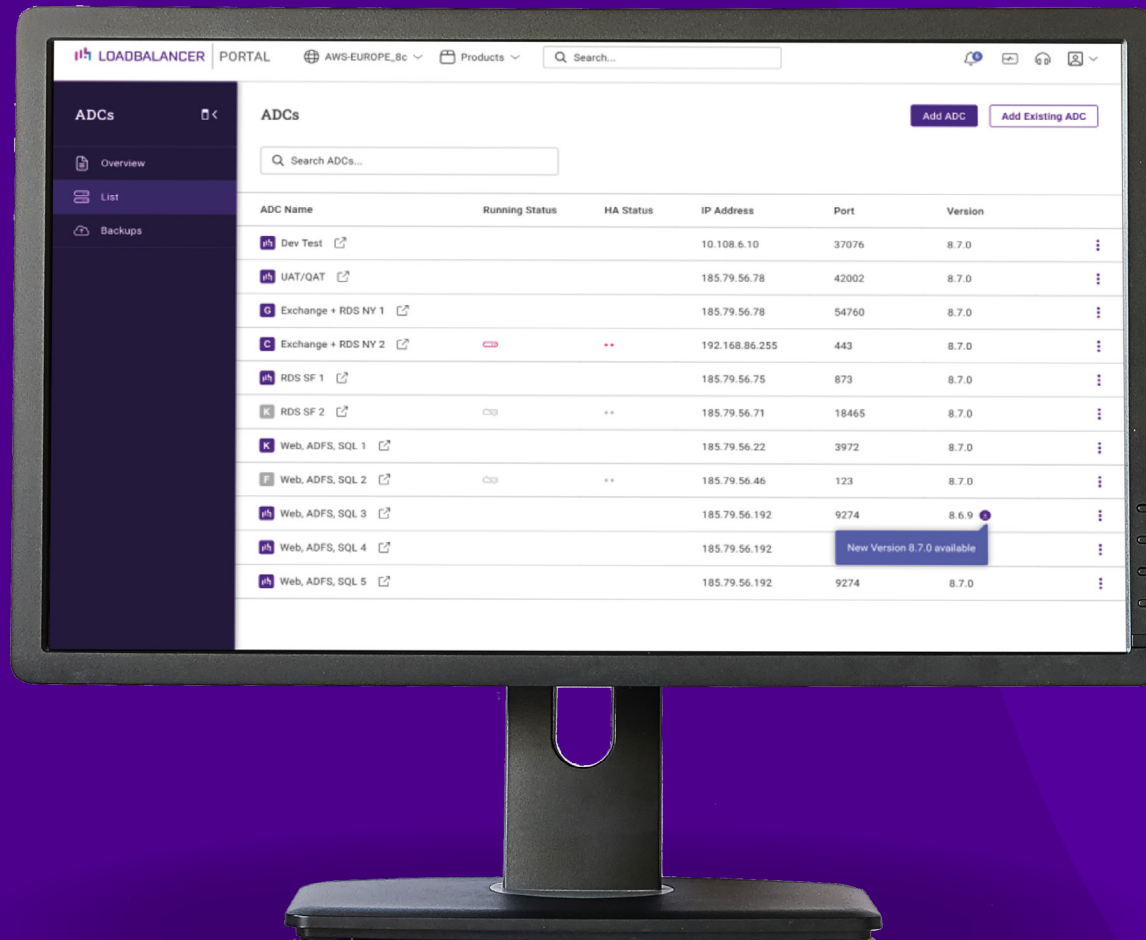 LOADBALANCER PORTAL AWS-EUROPE_8c Products Search...
ADCs
Overview
List
Backups
ADCs Add ADC Add Existing ADC
Search ADCs...
ADC Name Running Status HA Status IP Address Port Version
Dev Test 10.108.6.10 37076 8.7.0
UAT/QAT 185.79.56.78 42002 8.7.0
G Exchange + RDS NY 1 185.79.56.78 54760 8.7.0
C Exchange + RDS NY 2 192.168.86.255 443 8.7.0
RDS SF 1 185.79.56.75 873 8.7.0
K RDS SF 2 185.79.56.71 18465 8.7.0
K Web, ADFS, SQL 1 185.79.56.22 3972 8.7.0
F Web, ADFS, SQL 2 185.79.56.46 123 8.7.0
Web, ADFS, SQL 3 185.79.56.192 9274 8.6.9
Web, ADFS, SQL 4 185.79.56.192 New Version 8.7.0 available
Web, ADFS, SQL 5 185.79.56.192 9274 8.7.0